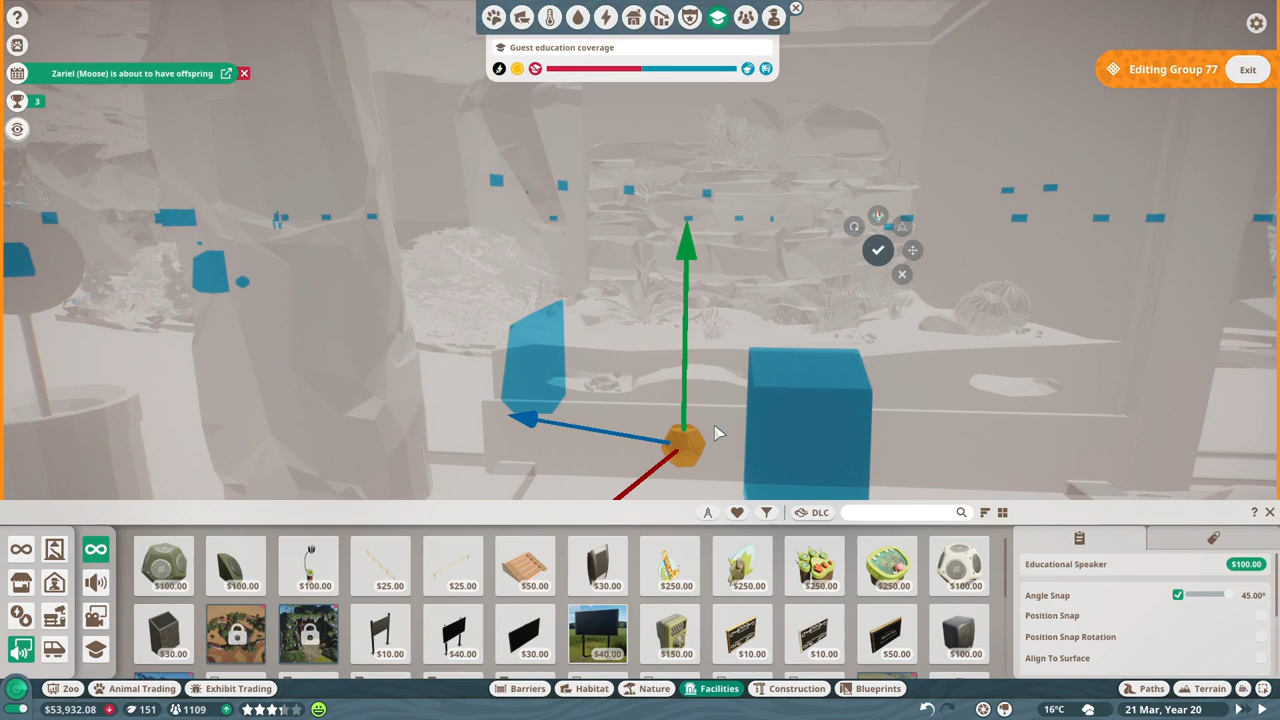 Guest education coverage
Zariel (Moose) is about to have offspring
3
Editing Group 77
Exit
DLC
$100.00
$100.00
$100.00
$25.00
$25.00
$50.00
$30.00
$250.00
$250.00
$250.00
$250.00
$100.00
$30.00
$10.00
$40.00
$30.00
$40.00
$150.00
$10.00
$10.00
$50.00
$100.00
Educational Speaker
$100.00
Angle Snap
45.00°
Position Snap
Position Snap Rotation
Align To Surface
Zoo
Animal Trading
Exhibit Trading
Barriers
Habitat
Nature
Facilities
Construction
Blueprints
Paths
Terrain
$53,932.08
151
1109
16°C
21 Mar, Year 20